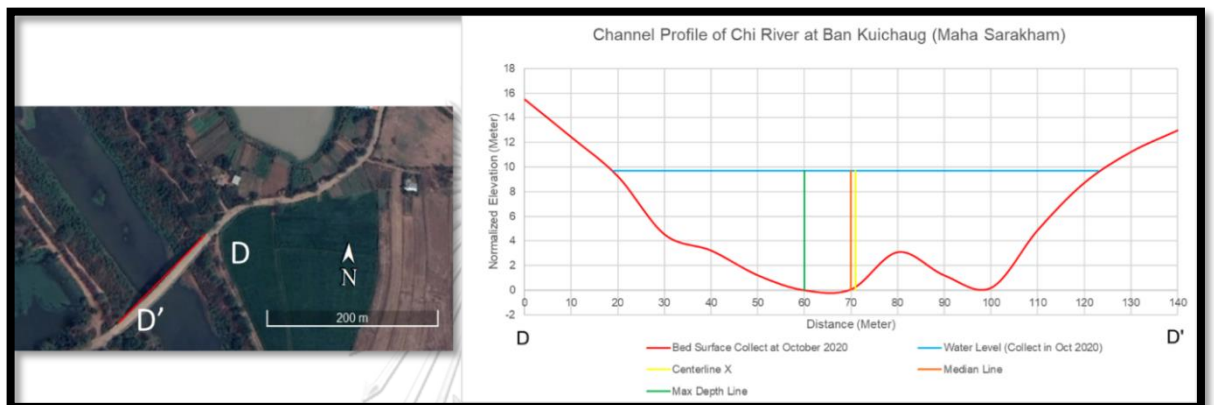 D
D’
N
200 m
Channel Profile of Chi River at Ban Kuichaug (Maha Sarakham)
Normalized Elevation (Meter)
18
16
14
12
10
8
6
4
2
0
-2
0 10 20 30 40 50 60 70 80 90 100 110 120 130 140
Distance (Meter)
D D'
Bed Surface Collect at October 2020 Water Level (Collect in Oct 2020)
Centerline X Median Line
Max Depth Line